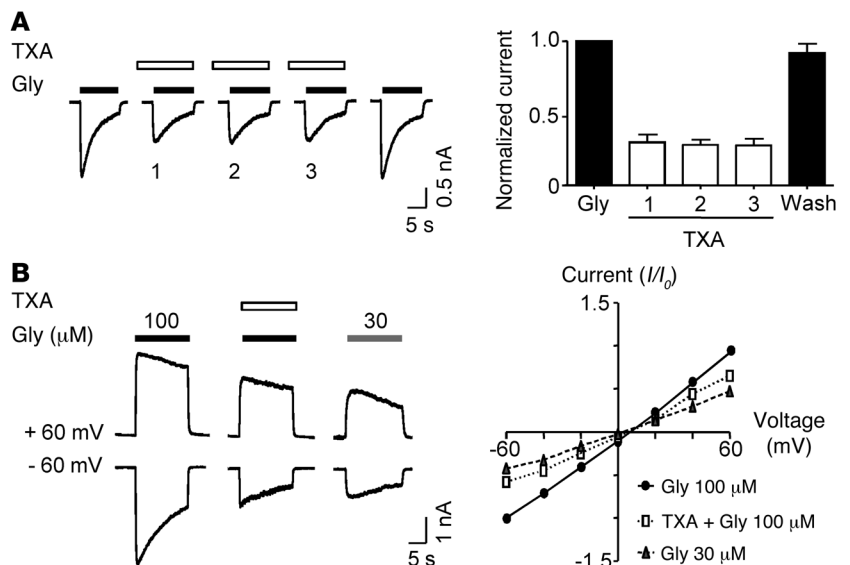 A
TXA
Gly
1 2 3
0.5 nA
5 s
Normalized current
1.0
0.5
0
Gly 1 2 3 Wash
TXA
B
TXA
Gly (μM) 100 30
+ 60 mV
- 60 mV
1 nA
5 s
Current (I/I0)
1.5
-60 60
Voltage
(mV)
Gly 100 μM
TXA + Gly 100 μM
Gly 30 μM
-1.5